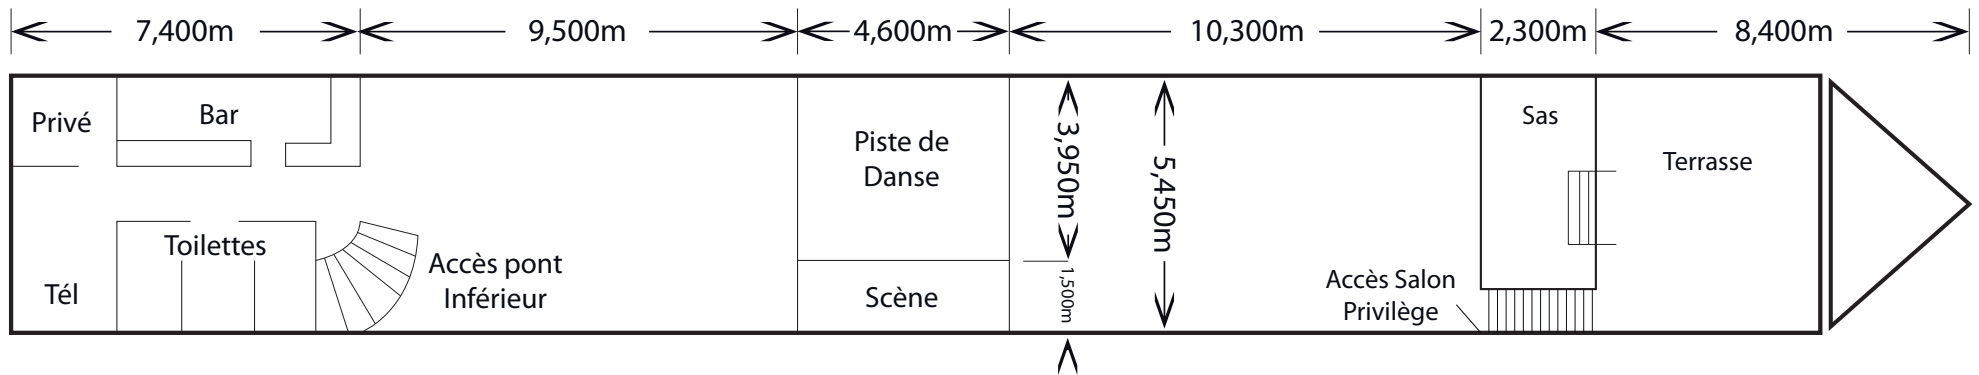 7,400m
9,500m
4,600m
10,300m
2,300m
8,400m
Privé
Bar
Piste de
Danse
3,950m
5,450m
Sas
Terrasse
Toilettes
Tél
Accès pont
Inférieur
Scène
1,500m
Accès Salon
Privilège